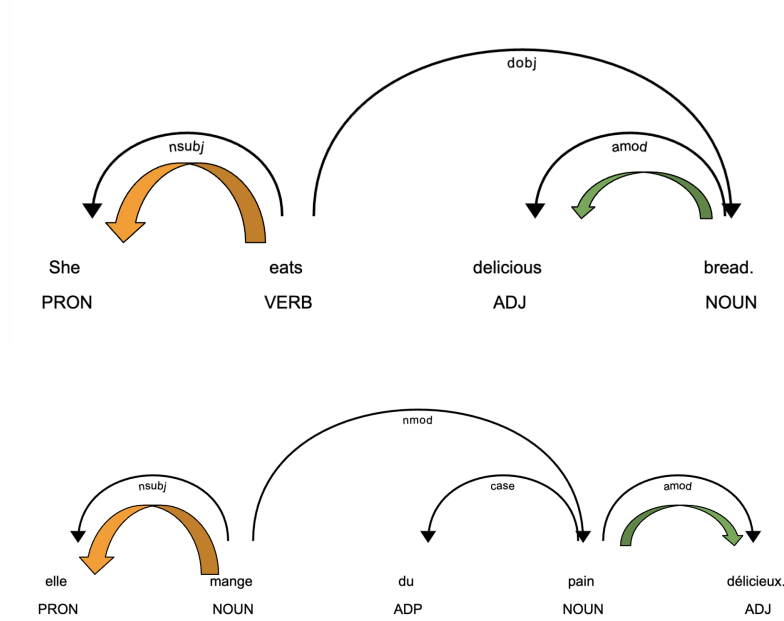 dobj
nsubj amod
She eats delicious bread.
PRON VERB ADJ NOUN
nmod
nsubj case amod
elle mange du pain délicieux.
PRON NOUN ADP NOUN ADJ